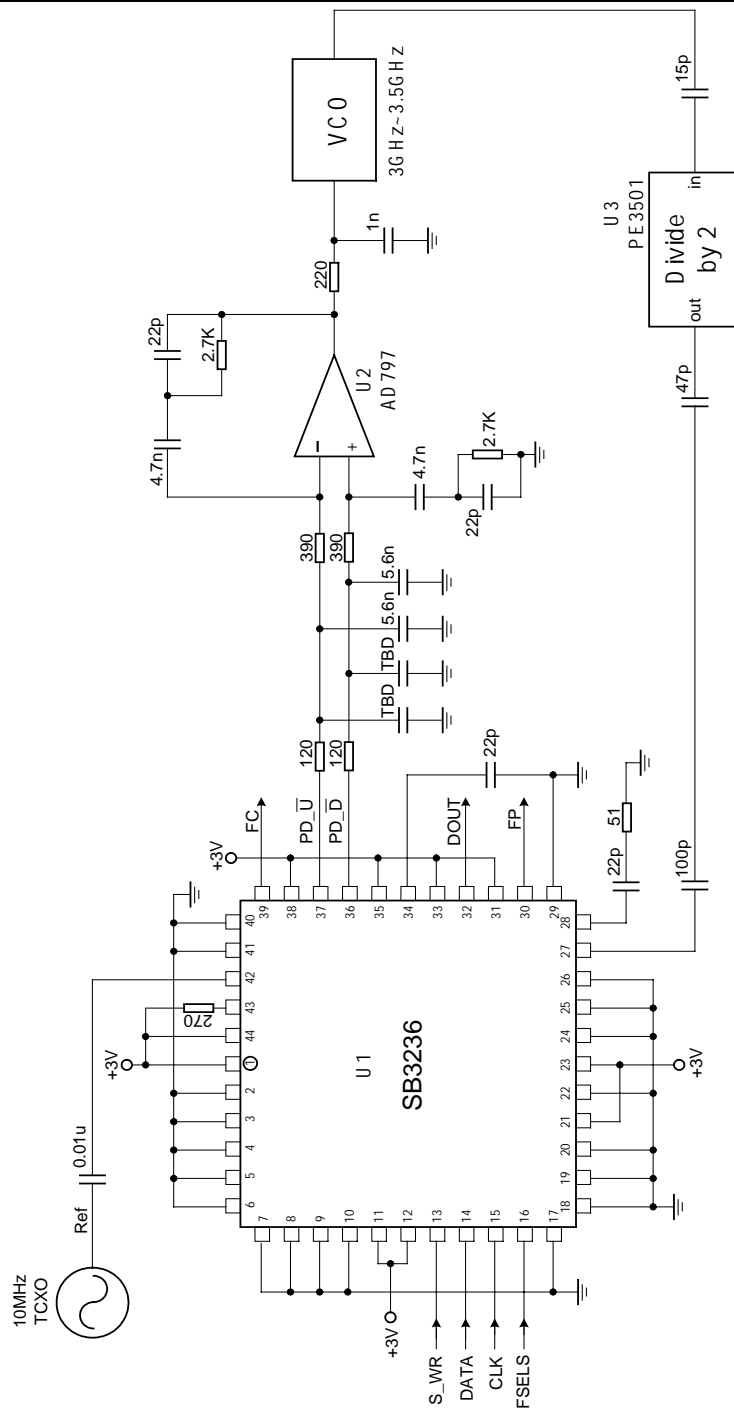 10MHz
TCXO
Ref
0.01u
+3V
270
6
5
4
3
2
1
44
43
42
41
40
7
8
9
10
11
12
13
14
15
16
17
+3V
S_WR
DATA
CLK
FSELS
U1
SB3236
18
19
20
21
22
23
24
25
26
27
28
+3V
39
38
37
36
35
34
33
32
31
30
29
+3V
FC
PD_U̅
PD_D̅
DOUT
FP
22p
22p
51
100p
120
120
TBD
TBD
5.6n
5.6n
390
390
4.7n
22p
2.7K
4.7n
22p
2.7K
−
+
U2
AD797
220
1n
VCO
3GHz~3.5GHz
15p
U3
PE3501
in
Divide
by 2
out
47p